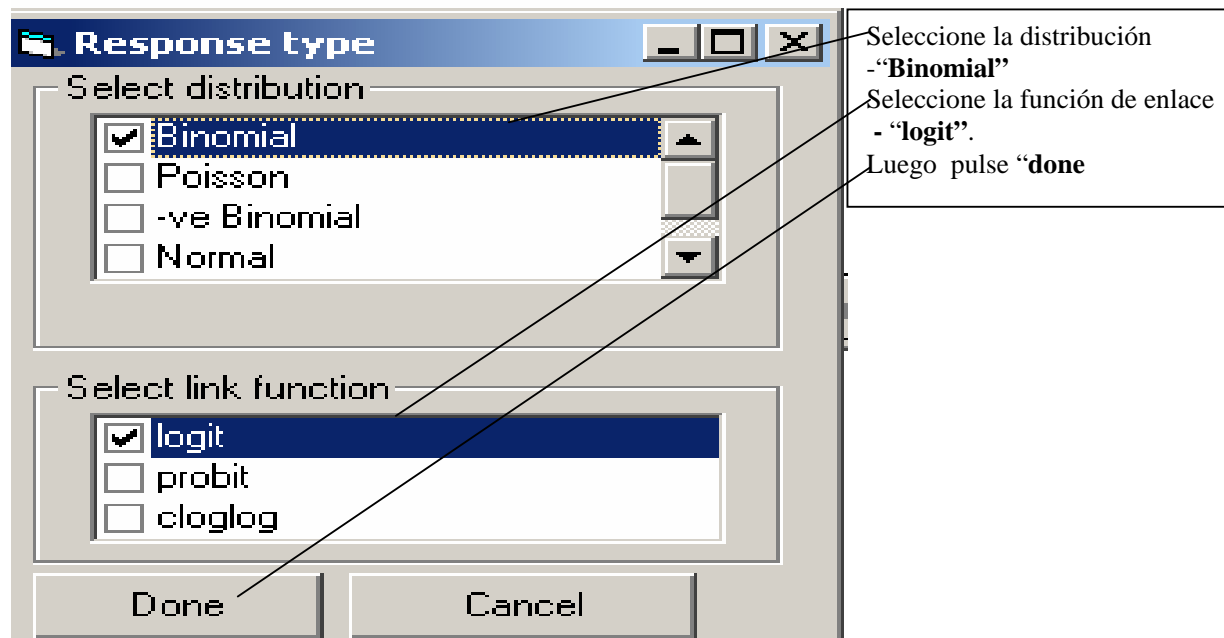 Response type
Select distribution
Binomial
Poisson
-ve Binomial
Normal
Select link function
logit
probit
cloglog
Done
Cancel
Seleccione la distribución
-“Binomial”
Seleccione la función de enlace
- “logit”.
Luego pulse “done